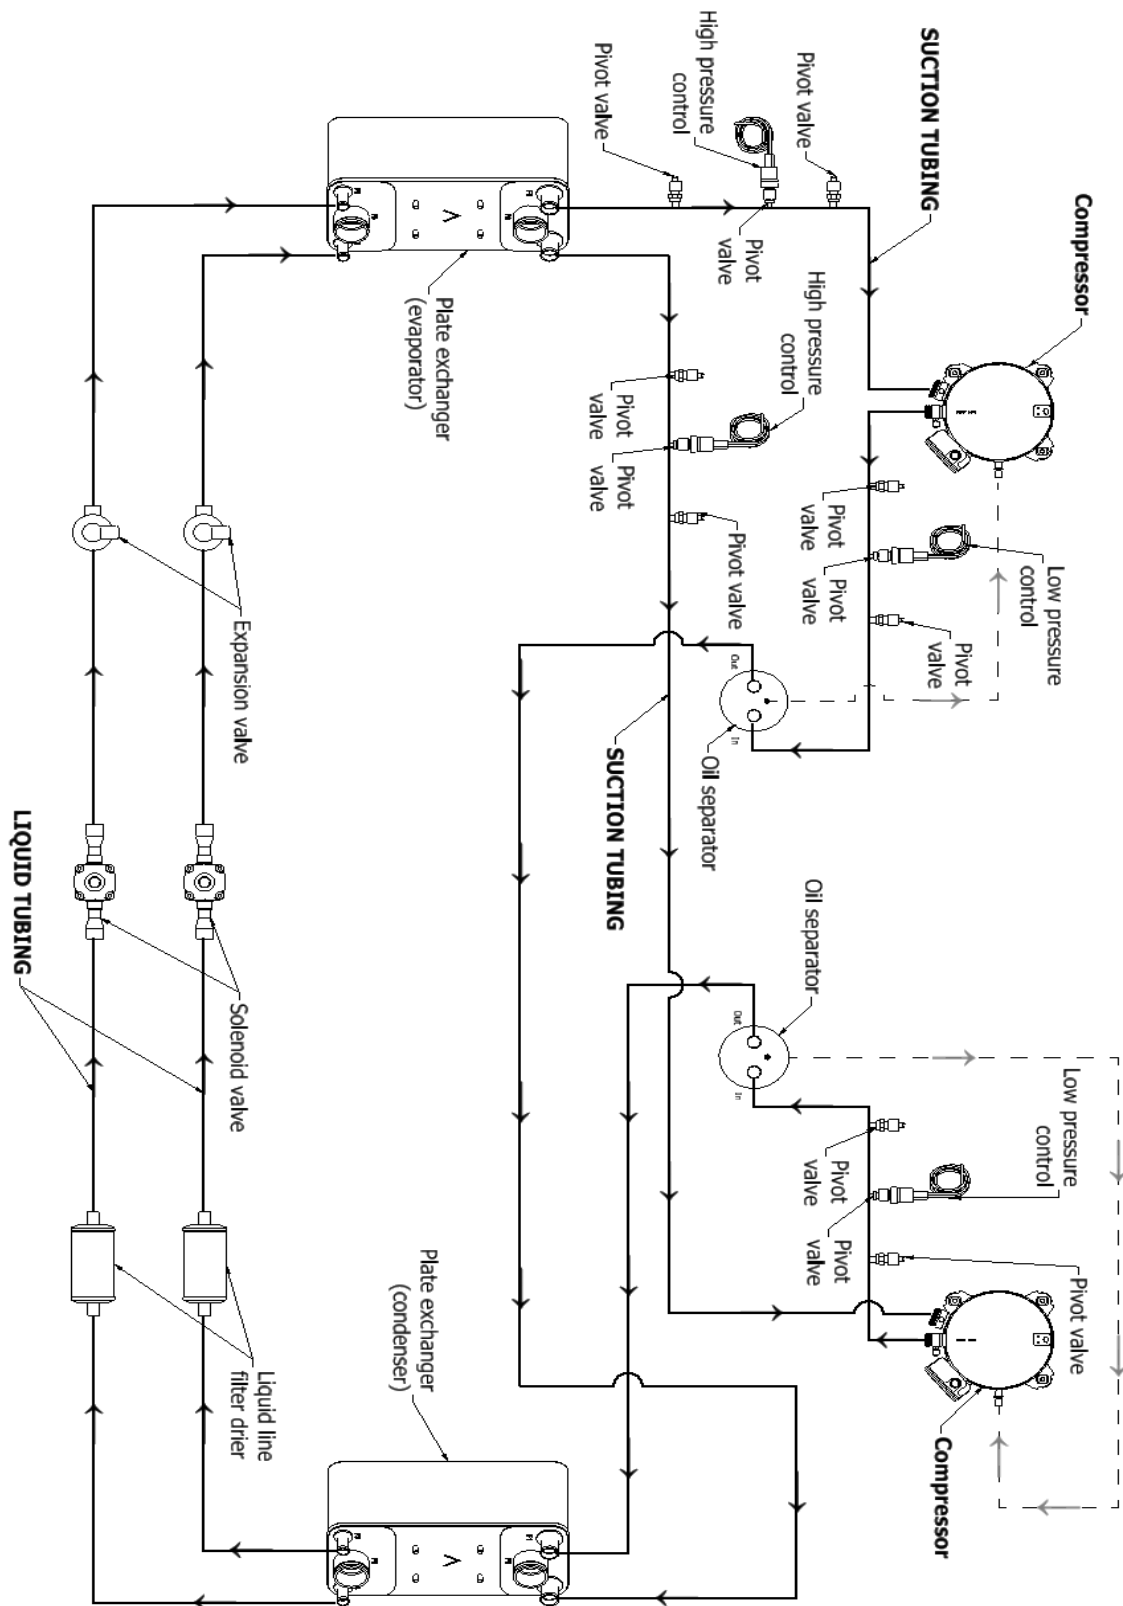 Compressor
Low pressure
control
Low pressure
control
Pivot valve
SUCTION TUBING
Pivot
valve
Compressor
Pivot
valve
Pivot
valve
Pivot
valve
Pivot
valve
Pivot valve
High pressure
control
Oil separator
In
Out
In
Out
High pressure
control
Pivot
valve
Pivot valve
Oil separator
Pivot valve
Pivot
valve
Pivot
valve
SUCTION TUBING
Plate exchanger
(evaporator)
Plate exchanger
(condenser)
Expansion valve
Solenoid valve
Liquid line
filter drier
LIQUID TUBING